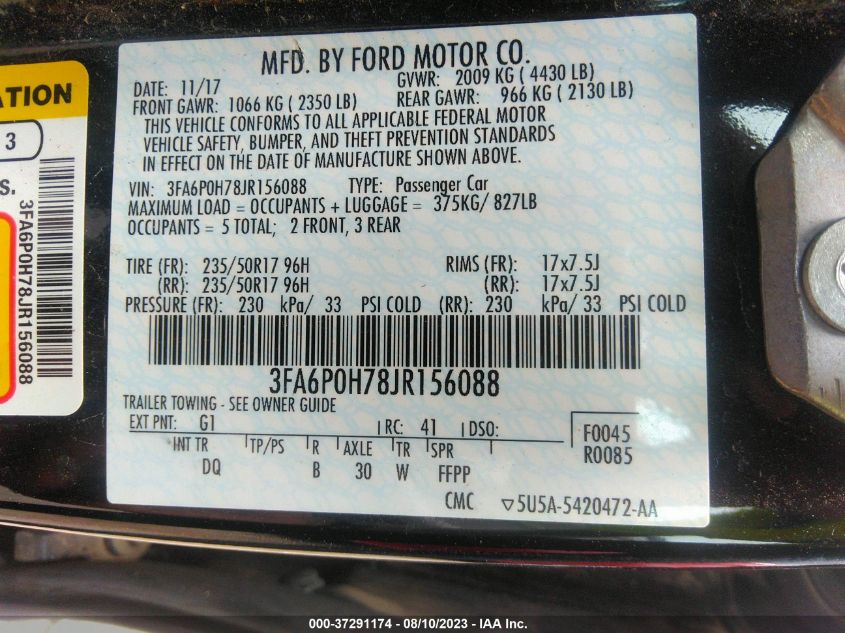 MFD. BY FORD MOTOR CO.
DATE: 11/17 GVWR: 2009 KG ( 4430 LB)
FRONT GAWR: 1066 KG ( 2350 LB) REAR GAWR: 966 KG ( 2130 LB)
THIS VEHICLE CONFORMS TO ALL APPLICABLE FEDERAL MOTOR
VEHICLE SAFETY, BUMPER, AND THEFT PREVENTION STANDARDS
IN EFFECT ON THE DATE OF MANUFACTURE SHOWN ABOVE.
VIN: 3FA6P0H78JR156088 TYPE: Passenger Car
MAXIMUM LOAD = OCCUPANTS + LUGGAGE = 375KG/ 827LB
OCCUPANTS = 5 TOTAL; 2 FRONT, 3 REAR
TIRE (FR): 235/50R17 96H RIMS (FR): 17x7.5J
(RR): 235/50R17 96H (RR): 17x7.5J
PRESSURE (FR): 230 kPa/ 33 PSI COLD (RR): 230 kPa/ 33 PSI COLD
3FA6P0H78JR156088
TRAILER TOWING - SEE OWNER GUIDE
EXT PNT: G1 RC: 41 DSO:
F0045
R0085
INT TR TP/PS R AXLE TR SPR
DQ B 30 W FFPP
CMC ▽5U5A-5420472-AA
ATION
3
S.
3FA6P0H78JR156088
000-37291174 — 08/10/2023 — IAA Inc.